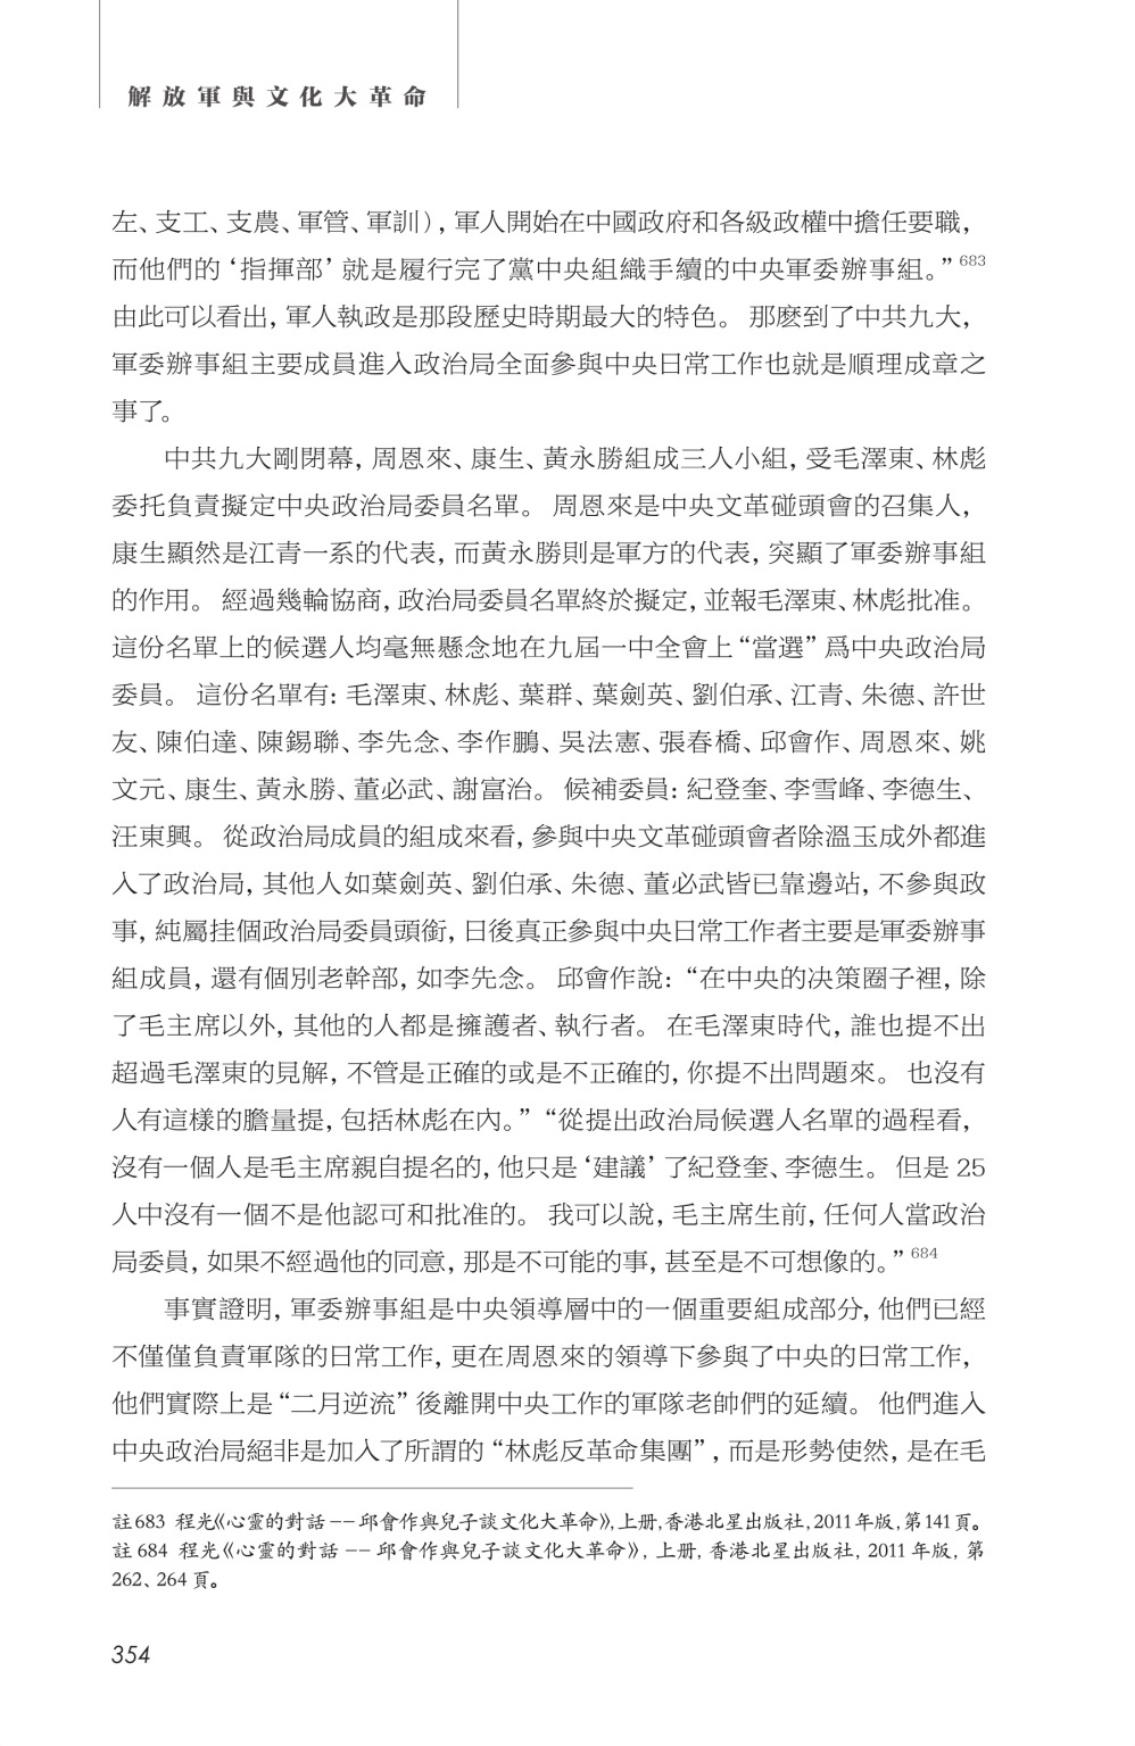 解放軍與文化大革命
左、支工、支農、軍管、軍訓），軍人開始在中國政府和各級政權中擔任要職，
而他們的‘指揮部’就是履行完了黨中央組織手續的中央軍委辦事組。”683
由此可以看出，軍人執政是那段歷史時期最大的特色。那麽到了中共九大，
軍委辦事組主要成員進入政治局全面參與中央日常工作也就是順理成章之
事了。
中共九大剛閉幕，周恩來、康生、黃永勝組成三人小組，受毛澤東、林彪
委托負責擬定中央政治局委員名單。周恩來是中央文革碰頭會的召集人，
康生顯然是江青一系的代表，而黃永勝則是軍方的代表，突顯了軍委辦事組
的作用。經過幾輪協商，政治局委員名單終於擬定，並報毛澤東、林彪批准。
這份名單上的候選人均毫無懸念地在九屆一中全會上“當選”爲中央政治局
委員。這份名單有：毛澤東、林彪、葉群、葉劍英、劉伯承、江青、朱德、許世
友、陳伯達、陳錫聯、李先念、李作鵬、吳法憲、張春橋、邱會作、周恩來、姚
文元、康生、黃永勝、董必武、謝富治。候補委員：紀登奎、李雪峰、李德生、
汪東興。從政治局成員的組成來看，參與中央文革碰頭會者除溫玉成外都進
入了政治局，其他人如葉劍英、劉伯承、朱德、董必武皆已靠邊站，不參與政
事，純屬挂個政治局委員頭銜，日後真正參與中央日常工作者主要是軍委辦事
組成員，還有個別老幹部，如李先念。邱會作說：“在中央的決策圈子裡，除
了毛主席以外，其他的人都是擁護者、執行者。在毛澤東時代，誰也提不出
超過毛澤東的見解，不管是正確的或是不正確的，你提不出問題來。也沒有
人有這樣的膽量提，包括林彪在內。”“從提出政治局候選人名單的過程看，
沒有一個人是毛主席親自提名的，他只是‘建議’了紀登奎、李德生。但是 25
人中沒有一個不是他認可和批准的。我可以說，毛主席生前，任何人當政治
局委員，如果不經過他的同意，那是不可能的事，甚至是不可想像的。”684
事實證明，軍委辦事組是中央領導層中的一個重要組成部分，他們已經
不僅僅負責軍隊的日常工作，更在周恩來的領導下參與了中央的日常工作，
他們實際上是“二月逆流”後離開中央工作的軍隊老帥們的延續。他們進入
中央政治局絕非是加入了所謂的“林彪反革命集團”，而是形勢使然，是在毛
註683 程光《心靈的對話——邱會作與兒子談文化大革命》，上册，香港北星出版社，2011年版，第141頁。
註 684 程光《心靈的對話——邱會作與兒子談文化大革命》，上册，香港北星出版社，2011 年版，第
262、264 頁。
354